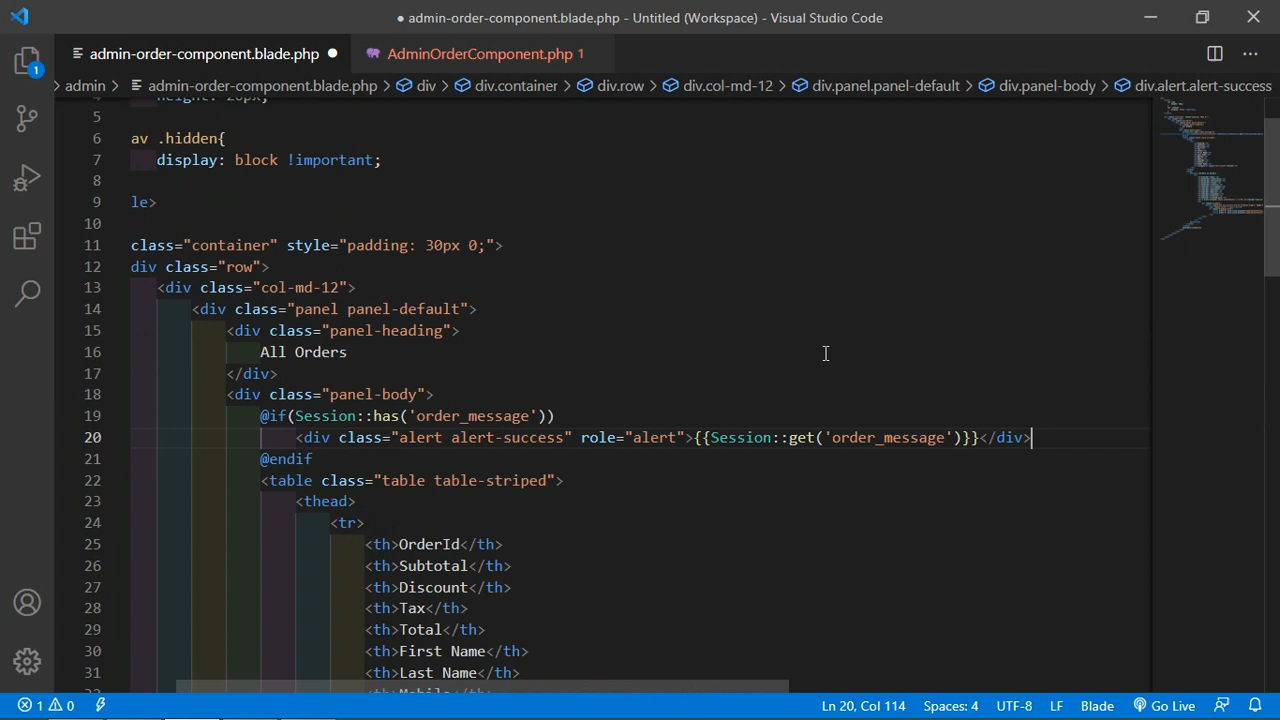 ● admin-order-component.blade.php - Untitled (Workspace) - Visual Studio Code
admin-order-component.blade.php ●
AdminOrderComponent.php 1
1
> admin > admin-order-component.blade.php > div > div.container > div.row > div.col-md-12 > div.panel.panel-default > div.panel-body > div.alert.alert-success
5
6 av .hidden{
7 display: block !important;
8
9 le>
10
11 class="container" style="padding: 30px 0;">
12 div class="row">
13 <div class="col-md-12">
14 <div class="panel panel-default">
15 <div class="panel-heading">
16 All Orders
17 </div>
18 <div class="panel-body">
19 @if(Session::has('order_message'))
20 <div class="alert alert-success" role="alert">{{Session::get('order_message')}}</div>
21 @endif
22 <table class="table table-striped">
23 <thead>
24 <tr>
25 <th>OrderId</th>
26 <th>Subtotal</th>
27 <th>Discount</th>
28 <th>Tax</th>
29 <th>Total</th>
30 <th>First Name</th>
31 <th>Last Name</th>
1 0 Ln 20, Col 114 Spaces: 4 UTF-8 LF Blade Go Live